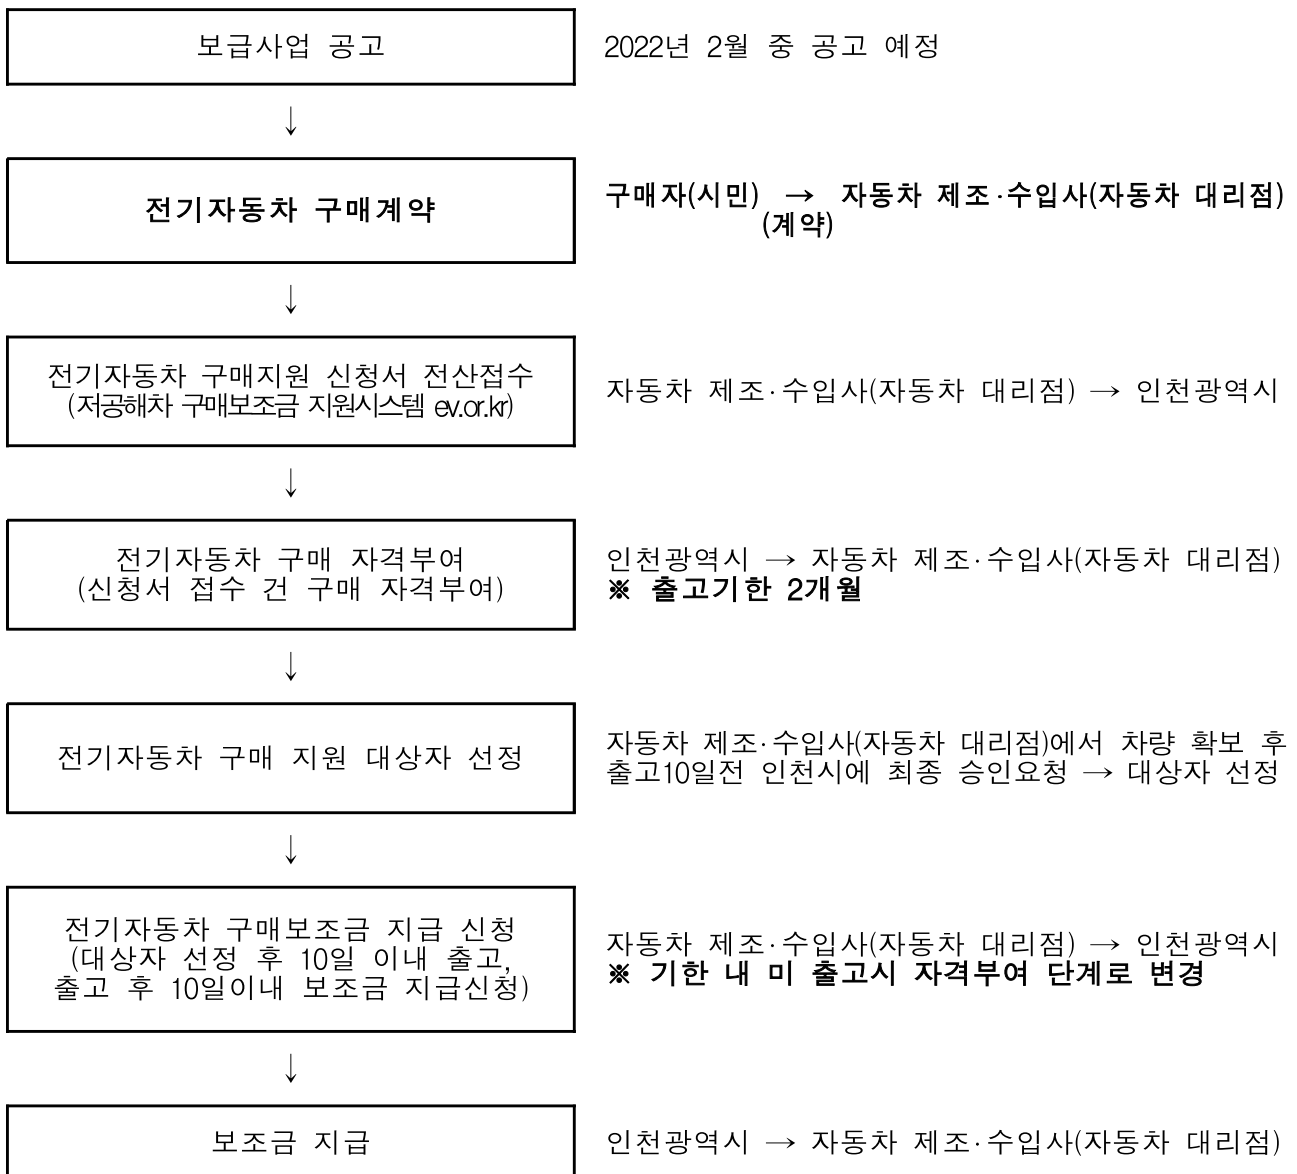 보급사업 공고
2022년 2월 중 공고 예정
↓
전기자동차 구매계약
구매자(시민) → 자동차 제조·수입사(자동차 대리점)
(계약)
↓
전기자동차 구매지원 신청서 전산접수
(저공해차 구매보조금 지원시스템 ev.or.kr)
자동차 제조·수입사(자동차 대리점) → 인천광역시
↓
전기자동차 구매 자격부여
(신청서 접수 건 구매 자격부여)
인천광역시 → 자동차 제조·수입사(자동차 대리점)
※ 출고기한 2개월
↓
전기자동차 구매 지원 대상자 선정
자동차 제조·수입사(자동차 대리점)에서 차량 확보 후
출고10일전 인천시에 최종 승인요청 → 대상자 선정
↓
전기자동차 구매보조금 지급 신청
(대상자 선정 후 10일 이내 출고,
출고 후 10일이내 보조금 지급신청)
자동차 제조·수입사(자동차 대리점) → 인천광역시
※ 기한 내 미 출고시 자격부여 단계로 변경
↓
보조금 지급
인천광역시 → 자동차 제조·수입사(자동차 대리점)